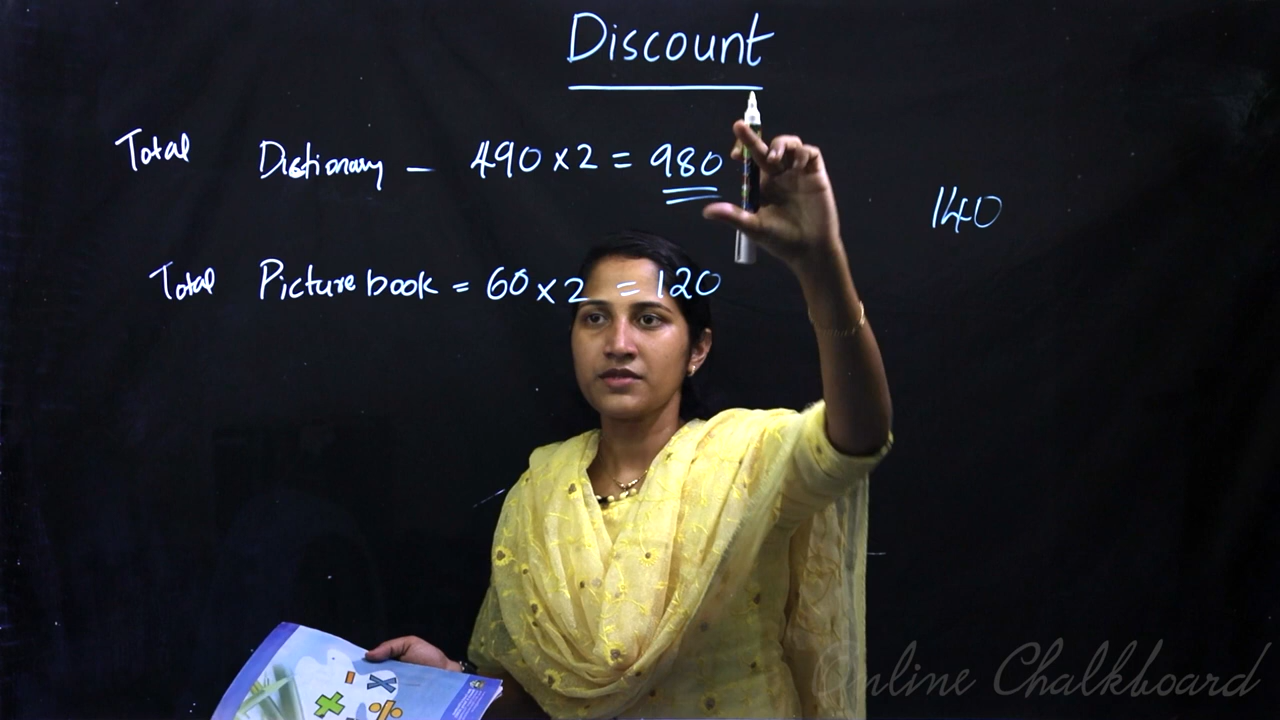 Discount
Total Dictionary - 490 × 2 = 980
140
Total Picture book = 60 × 2 = 120
- ×
+ ÷
Online Chalkboard